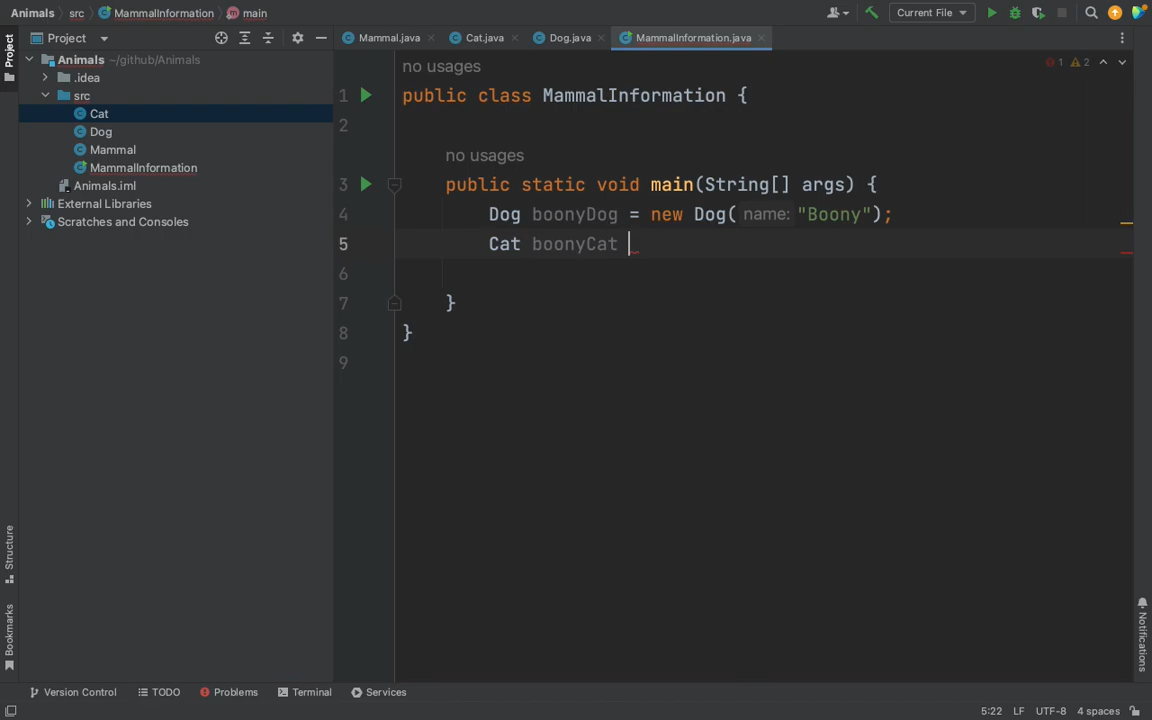 Animals src MammalInformation main
Current File
Project
Mammal.java Cat.java Dog.java MammalInformation.java
Project
Animals ~/github/Animals
.idea
src
Cat
Dog
Mammal
MammalInformation
Animals.iml
External Libraries
Scratches and Consoles
no usages
1 2
1 public class MammalInformation {
2
no usages
3 public static void main(String[] args) {
4 Dog boonyDog = new Dog( name: "Boony");
5 Cat boonyCat
6
7 }
8 }
9
Structure
Bookmarks
Notifications
Version Control TODO Problems Terminal Services
5:22 LF UTF-8 4 spaces